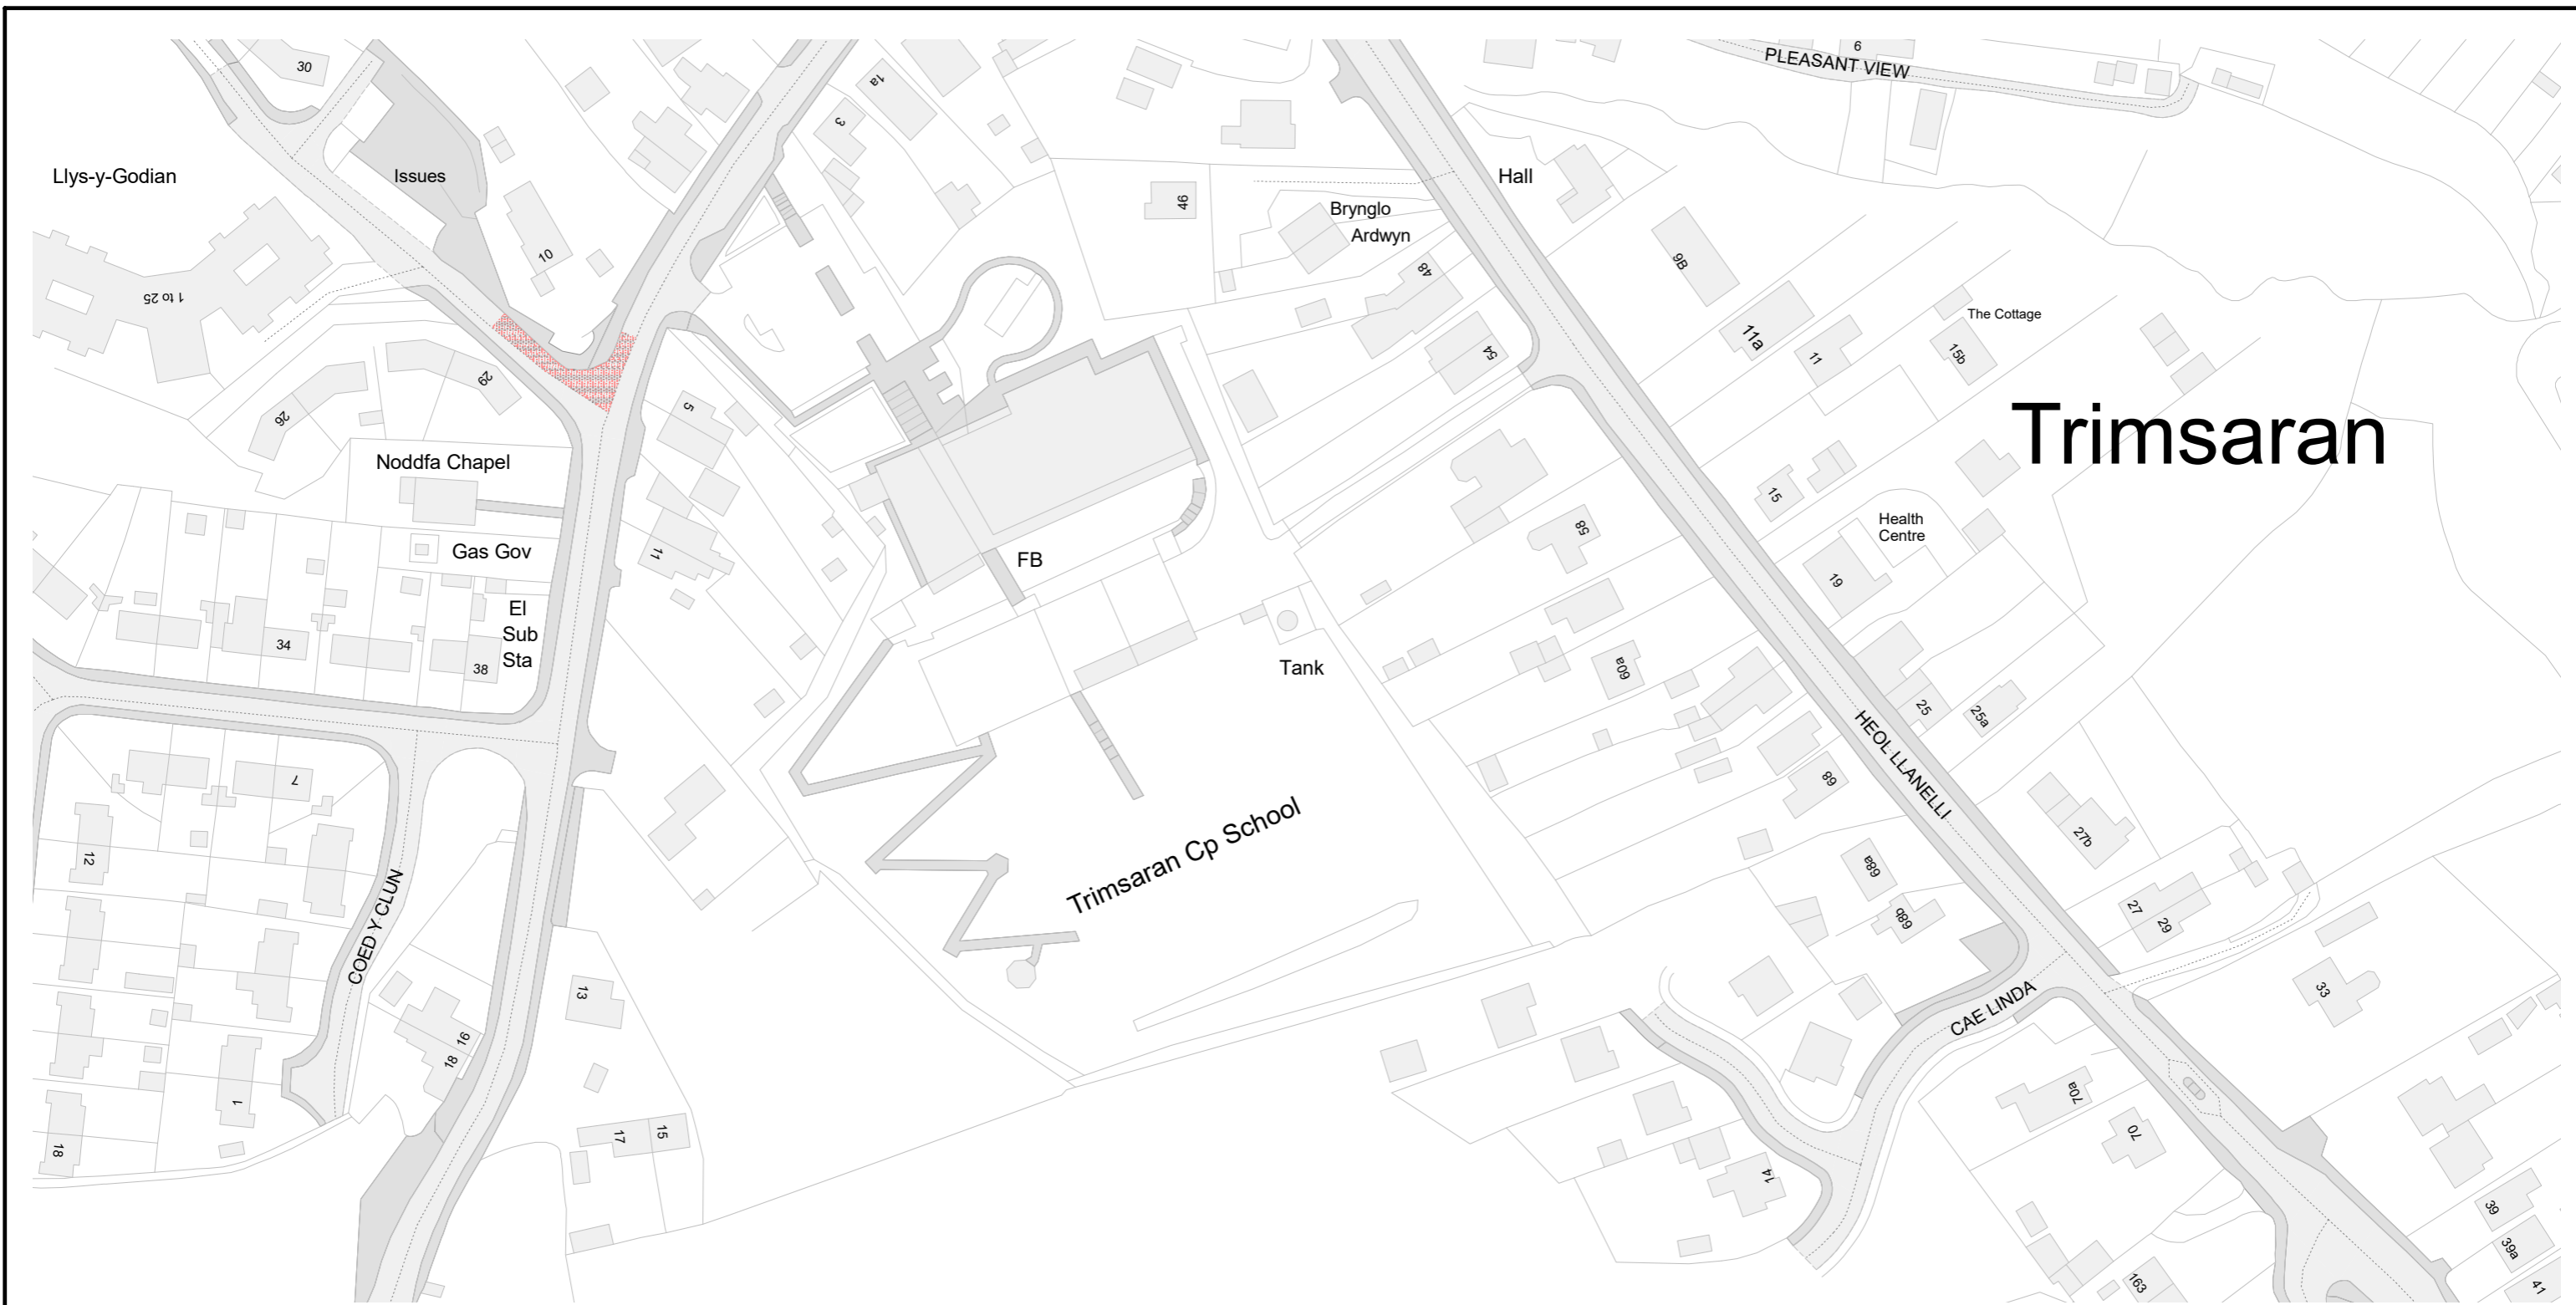 30
Llys-y-Godian
Issues
10
1 to 25
1a
3
46
Hall
Brynglo
Ardwyn
48
54
PLEASANT VIEW
6
9B
11a
11
The Cottage
15b
Trimsaran
15
Health
Centre
19
29
26
Noddfa Chapel
Gas Gov
El
Sub
Sta
34
38
5
11
FB
Tank
58
60a
25
25a
HEOL LLANELLI
68
27b
68a
68b
27
29
33
7
12
COED Y CLUN
Trimsaran Cp School
13
16
18
1
18
17
15
CAE LINDA
70a
70
14
39
39a
41
163